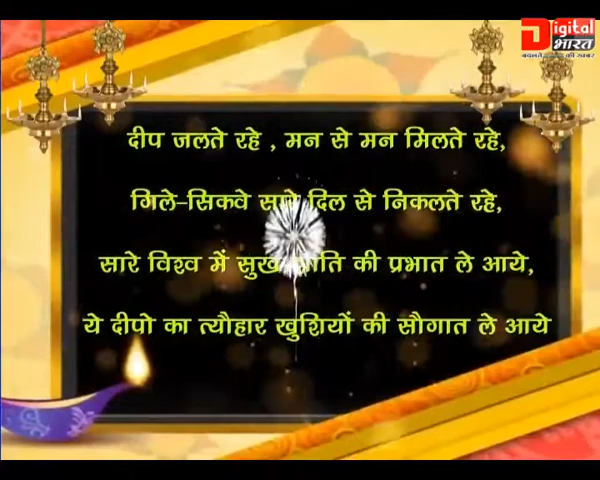 Digital
भारत
दीप जलते रहे , मन से मन मिलते रहे,
गिले-सिकवे सारे दिल से निकलते रहे,
सारे विश्व में सुख शांति की प्रभात ले आये,
ये दीपो का त्यौहार खुशियों की सौगात ले आये